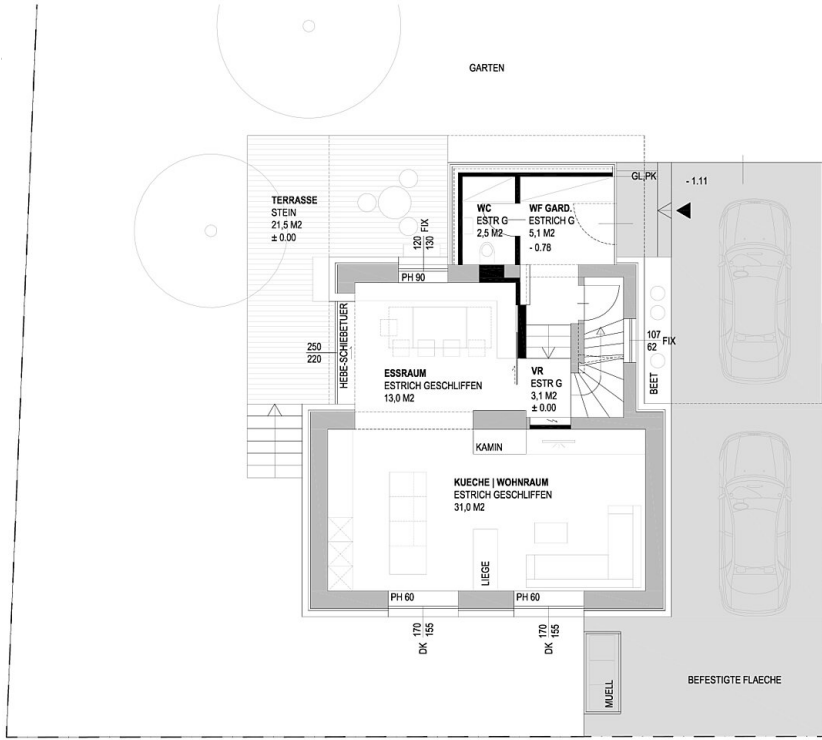 GARTEN
TERRASSE
STEIN
21,5 M2
± 0.00
WC
ESTR G
2,5 M2
WF GARD.
ESTRICH G
5,1 M2
- 0.78
GL,PK
- 1.11
120 FIX
130
PH 90
HEBE-SCHIEBETUER
250
220
107 FIX
62
BEET
ESSRAUM
ESTRICH GESCHLIFFEN
13,0 M2
VR
ESTR G
3,1 M2
± 0.00
KAMIN
KUECHE | WOHNRAUM
ESTRICH GESCHLIFFEN
31,0 M2
LIEGE
PH 60
PH 60
DK 170
155
DK 170
155
MUELL
BEFESTIGTE FLAECHE